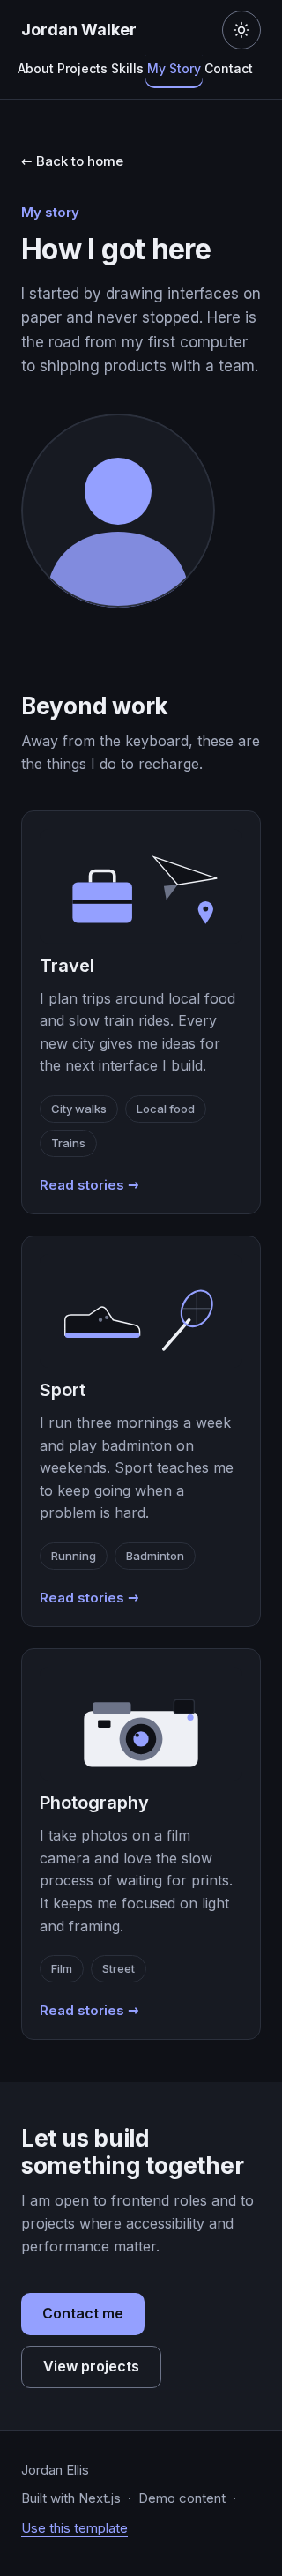 Jordan Walker
About Projects Skills My Story Contact
← Back to home
My story
How I got here
I started by drawing interfaces on
paper and never stopped. Here is
the road from my first computer
to shipping products with a team.
Beyond work
Away from the keyboard, these are
the things I do to recharge.
Travel
I plan trips around local food
and slow train rides. Every
new city gives me ideas for
the next interface I build.
City walks Local food
Trains
Read stories →
Sport
I run three mornings a week
and play badminton on
weekends. Sport teaches me
to keep going when a
problem is hard.
Running Badminton
Read stories →
Photography
I take photos on a film
camera and love the slow
process of waiting for prints.
It keeps me focused on light
and framing.
Film Street
Read stories →
Let us build
something together
I am open to frontend roles and to
projects where accessibility and
performance matter.
Contact me
View projects
Jordan Ellis
Built with Next.js · Demo content ·
Use this template